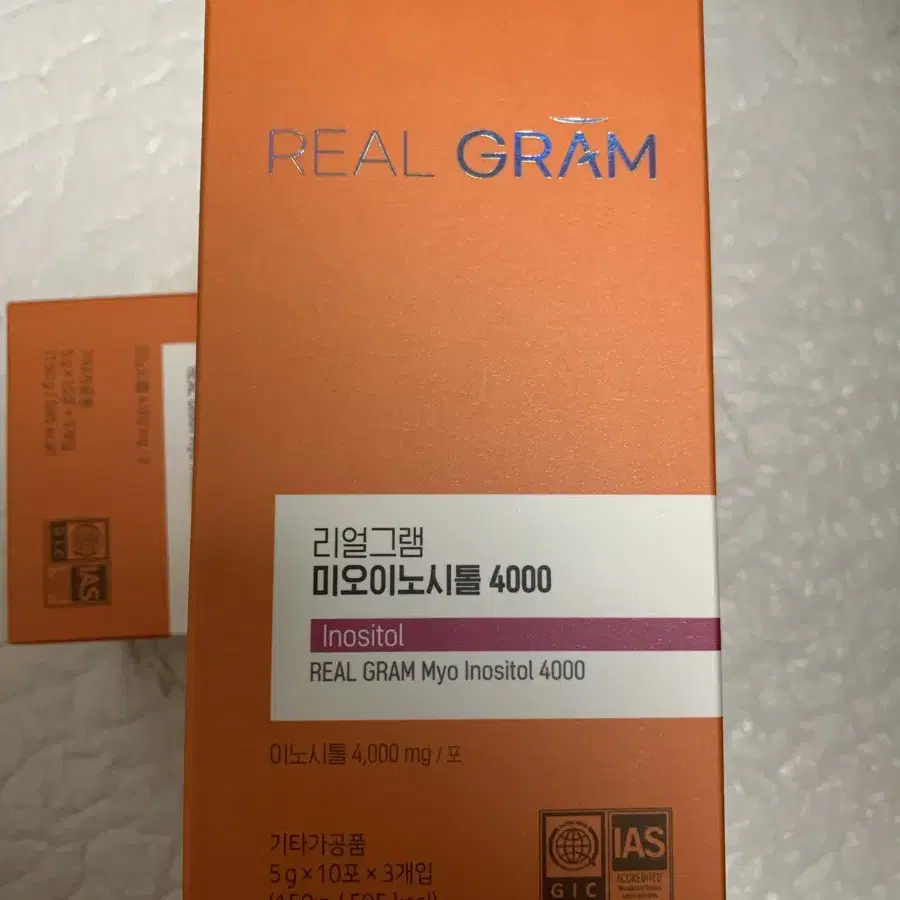 REAL GRAM
리얼그램
미오이노시톨 4000
Inositol
REAL GRAM Myo Inositol 4000
이노시톨 4,000 mg / 포
기타가공품
5 g × 10포 × 3개입
GIC
IAS
ACCREDITED
IAS